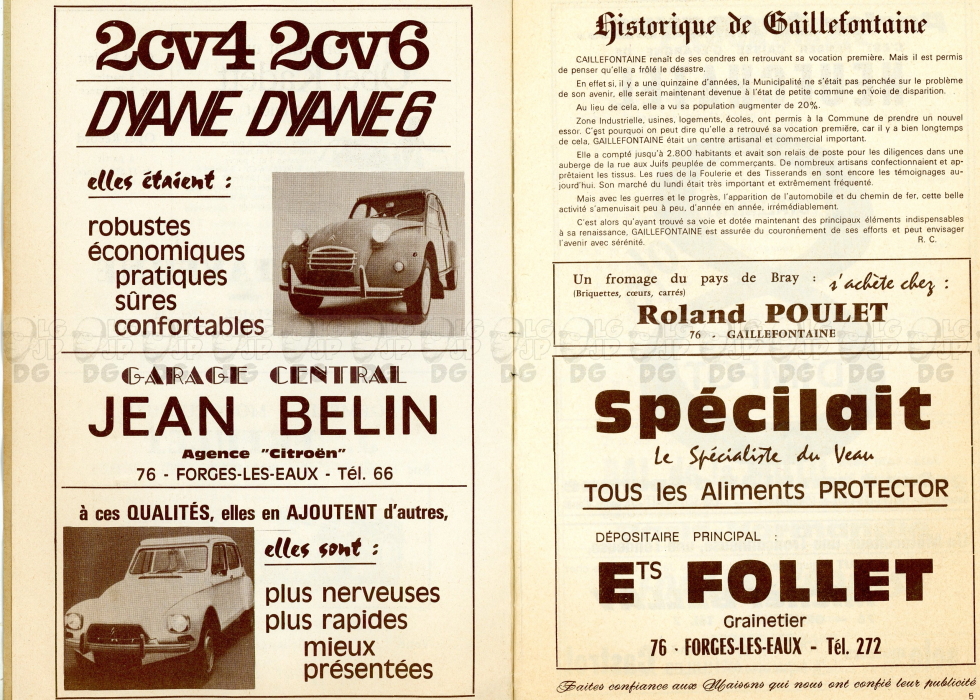 2cv4 2cv6
DYANE DYANE 6
elles étaient :
robustes
économiques
pratiques
sûres
confortables
GARAGE CENTRAL
JEAN BELIN
Agence "Citroën"
76 - FORGES-LES-EAUX - Tél. 66
à ces QUALITÉS, elles en AJOUTENT d'autres,
elles sont :
plus nerveuses
plus rapides
mieux
présentées
Historique de Gaillefontaine
CAILLEFONTAINE renaît de ses cendres en retrouvant sa vocation première. Mais il est permis
de penser qu'elle a frôlé le désastre.
En effet si, il y a une quinzaine d'années, la Municipalité ne s'était pas penchée sur le problème
de son avenir, elle serait maintenant devenue à l'état de petite commune en voie de disparition.
Au lieu de cela, elle a vu sa population augmenter de 20%.
Zone Industrielle, usines, logements, écoles, ont permis à la Commune de prendre un nouvel
essor. C'est pourquoi on peut dire qu'elle a retrouvé sa vocation première, car il y a bien longtemps
de cela, GAILLEFONTAINE était un centre artisanal et commercial important.
Elle a compté jusqu'à 2.800 habitants et avait son relais de poste pour les diligences dans une
auberge de la rue aux Juifs peuplée de commerçants. De nombreux artisans confectionnaient et ap-
prêtaient les tissus. Les rues de la Foulerie et des Tisserands en sont encore les témoignages au-
jourd'hui. Son marché du lundi était très important et extrêmement fréquenté.
Mais avec les guerres et le progrès, l'apparition de l'automobile et du chemin de fer, cette belle
activité s'amenuisait peu à peu, d'année en année, irrémédiablement.
C'est alors qu'ayant trouvé sa voie et dotée maintenant des principaux éléments indispensables
à sa renaissance, GAILLEFONTAINE est assurée du couronnement de ses efforts et peut envisager
l'avenir avec sérénité. R. C.
Un fromage du pays de Bray : s'achète chez :
(Briquettes, cœurs, carrés)
Roland POULET
76 - GAILLEFONTAINE
LG JP DG
Spécilait
Le Spécialiste du Veau
TOUS les Aliments PROTECTOR
DÉPOSITAIRE PRINCIPAL :
ETS FOLLET
Grainetier
76 - FORGES-LES-EAUX - Tél. 272
Faites confiance aux Maisons qui nous ont confié leur publicité
5